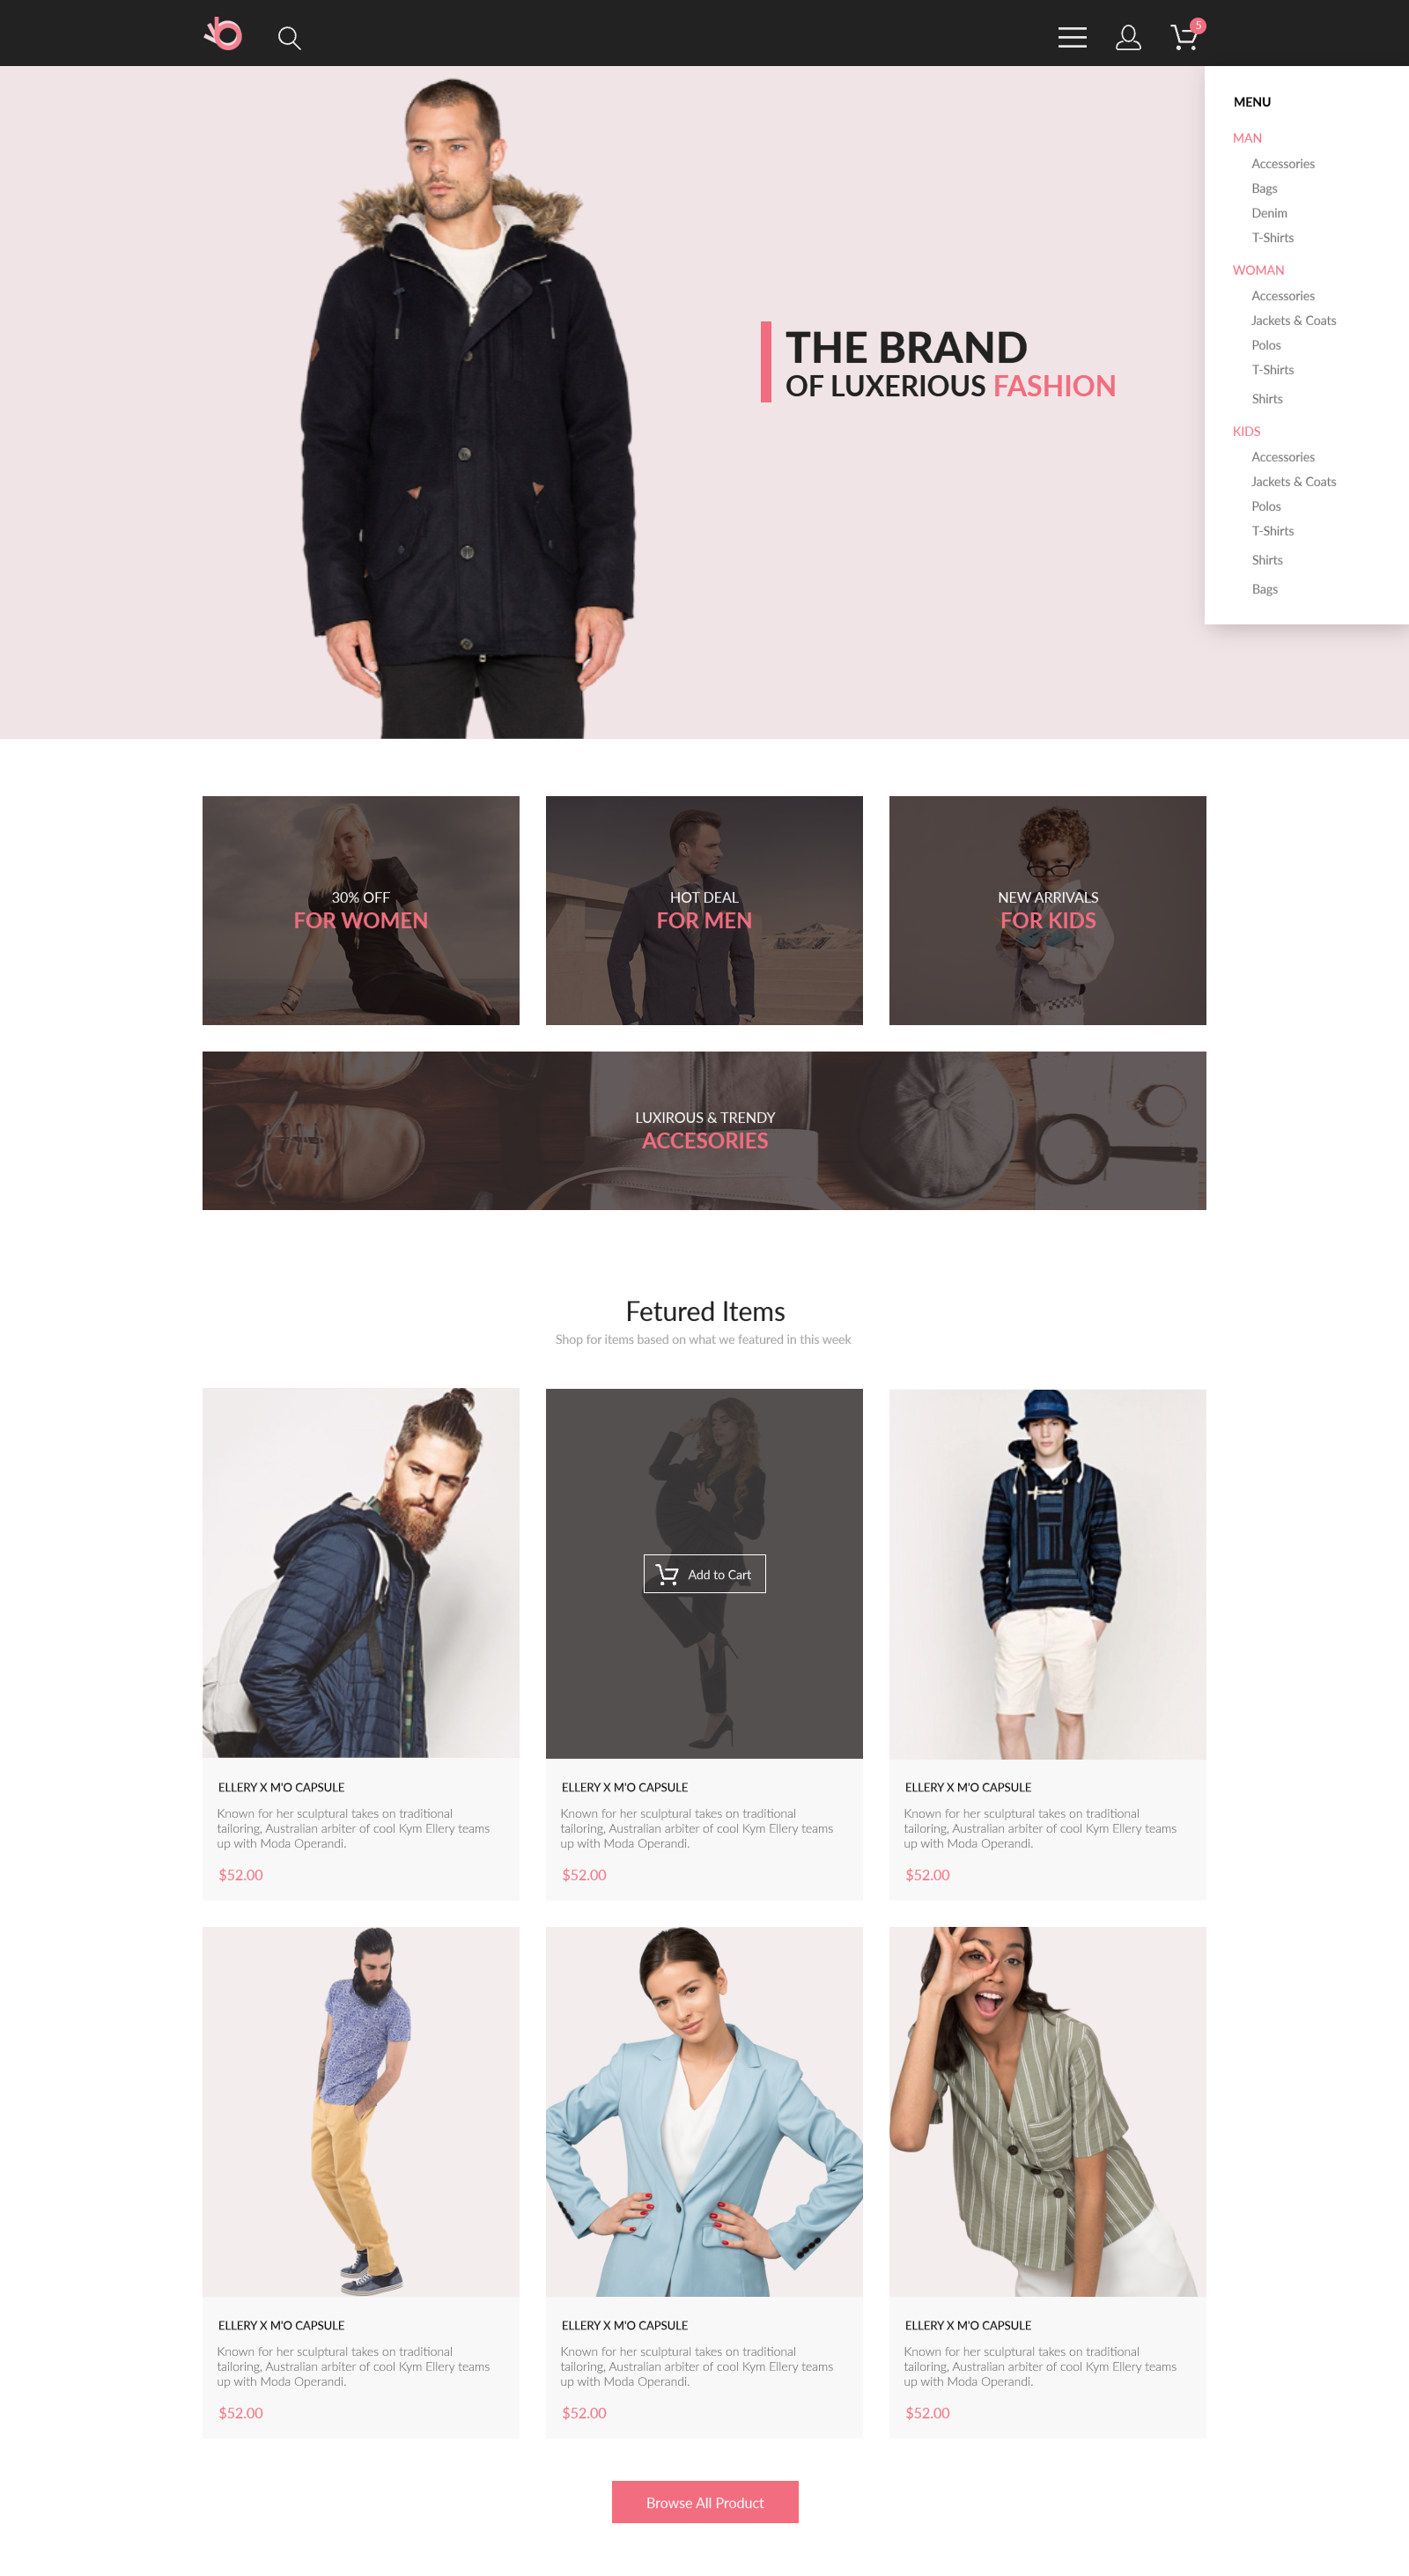 5
MENU
MAN
Accessories
Bags
Denim
T-Shirts
WOMAN
Accessories
Jackets & Coats
Polos
T-Shirts
Shirts
KIDS
Accessories
Jackets & Coats
Polos
T-Shirts
Shirts
Bags
THE BRAND
OF LUXERIOUS FASHION
30% OFF
FOR WOMEN
HOT DEAL
FOR MEN
NEW ARRIVALS
FOR KIDS
LUXIROUS & TRENDY
ACCESORIES
Fetured Items
Shop for items based on what we featured in this week
ELLERY X M'O CAPSULE
Known for her sculptural takes on traditional
tailoring, Australian arbiter of cool Kym Ellery teams
up with Moda Operandi.
$52.00
Add to Cart
ELLERY X M'O CAPSULE
Known for her sculptural takes on traditional
tailoring, Australian arbiter of cool Kym Ellery teams
up with Moda Operandi.
$52.00
ELLERY X M'O CAPSULE
Known for her sculptural takes on traditional
tailoring, Australian arbiter of cool Kym Ellery teams
up with Moda Operandi.
$52.00
ELLERY X M'O CAPSULE
Known for her sculptural takes on traditional
tailoring, Australian arbiter of cool Kym Ellery teams
up with Moda Operandi.
$52.00
ELLERY X M'O CAPSULE
Known for her sculptural takes on traditional
tailoring, Australian arbiter of cool Kym Ellery teams
up with Moda Operandi.
$52.00
ELLERY X M'O CAPSULE
Known for her sculptural takes on traditional
tailoring, Australian arbiter of cool Kym Ellery teams
up with Moda Operandi.
$52.00
Browse All Product